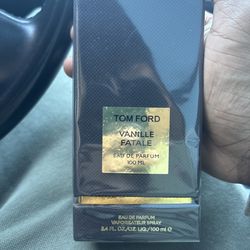 TOM FORD
VANILLE
FATALE
EAU DE PARFUM
100 ML
EAU DE PARFUM
VAPORISATEUR SPRAY
3.4 FL.OZ/OZ.LIQ./100 ml ℮